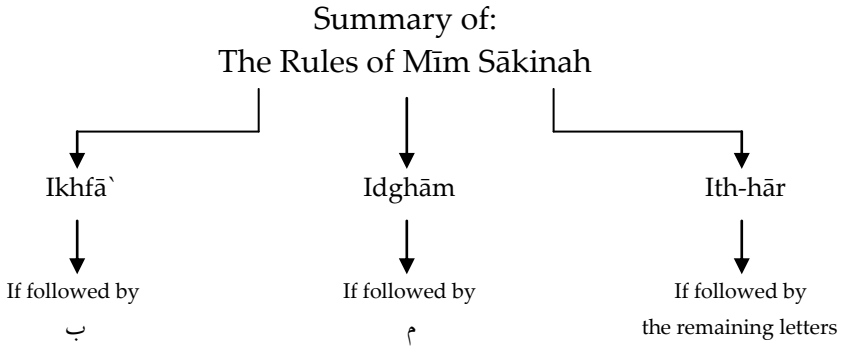 Summary of:
The Rules of Mīm Sākinah
Ikhfā` Idghām Ith-hār
If followed by If followed by If followed by
ب م the remaining letters